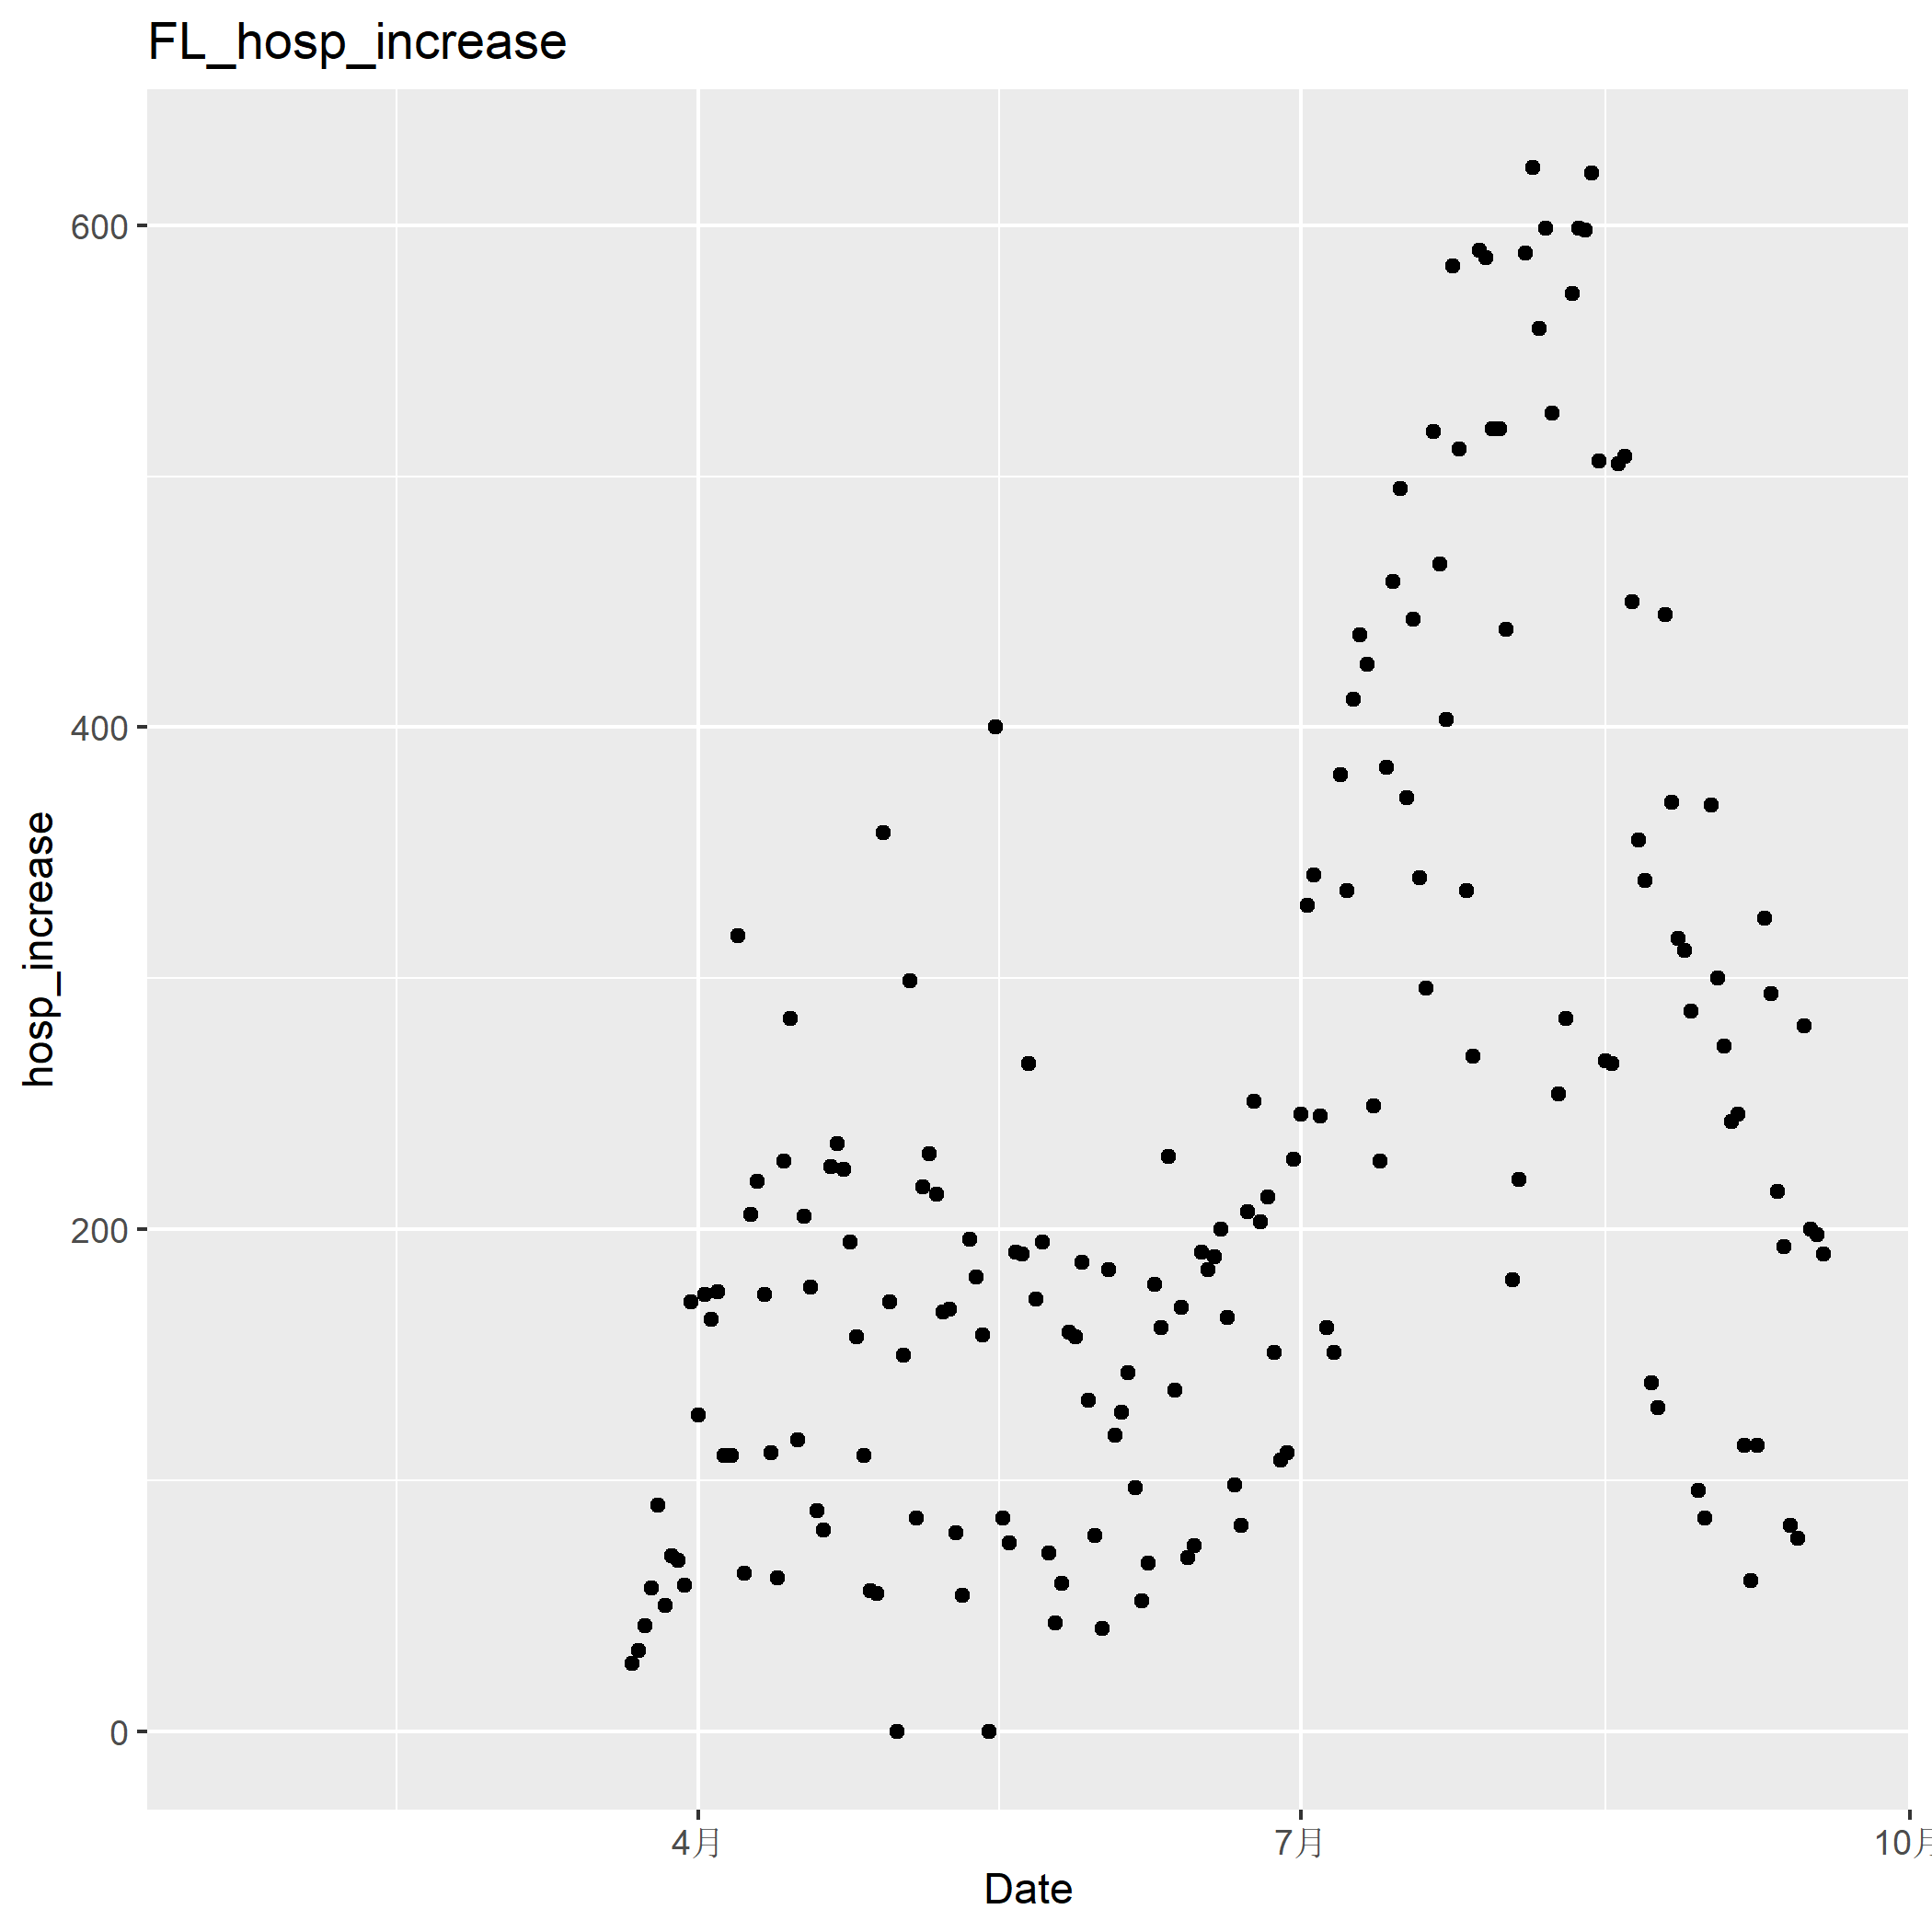 FL_hosp_increase
hosp_increase
600
400
200
0
4月
7月
10月
Date